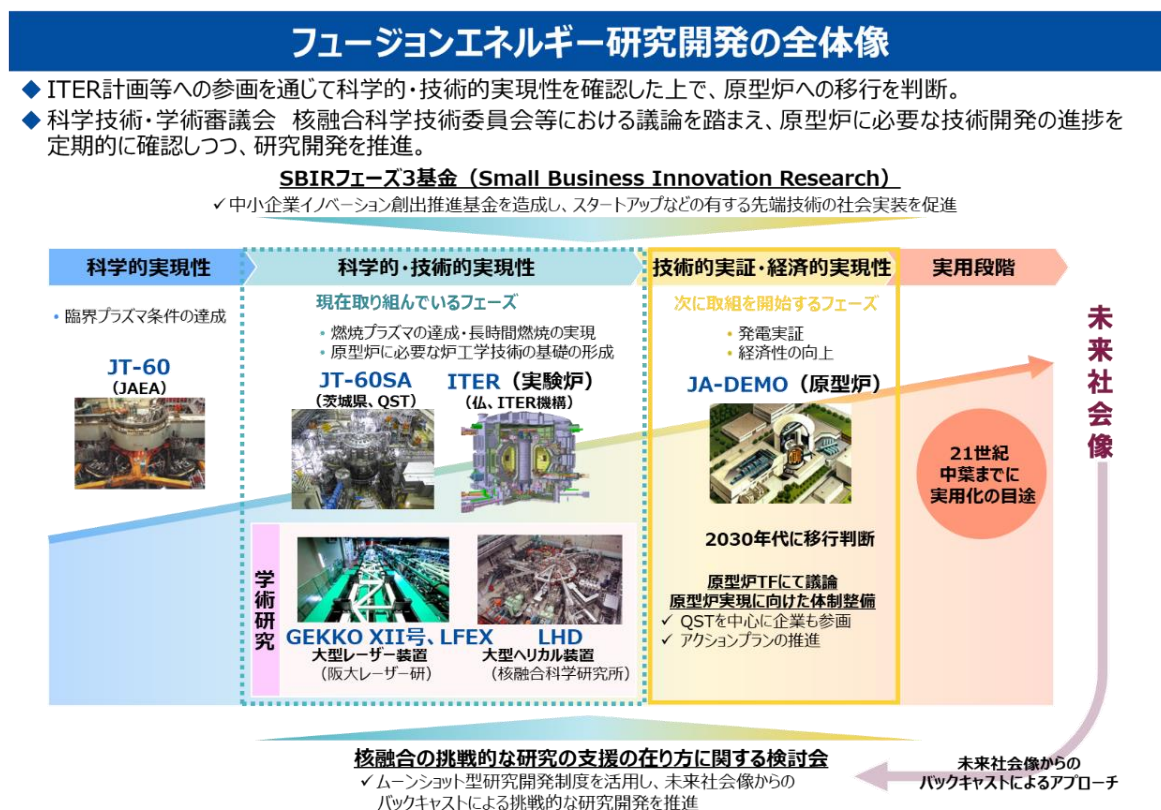 フュージョンエネルギー研究開発の全体像
◆ ITER計画等への参画を通じて科学的・技術的実現性を確認した上で、原型炉への移行を判断。
◆ 科学技術・学術審議会 核融合科学技術委員会等における議論を踏まえ、原型炉に必要な技術開発の進捗を
定期的に確認しつつ、研究開発を推進。
SBIRフェーズ3基金（Small Business Innovation Research）
✓ 中小企業イノベーション創出推進基金を造成し、スタートアップなどの有する先端技術の社会実装を促進
科学的実現性
・臨界プラズマ条件の達成
JT-60
（JAEA）
科学的・技術的実現性
現在取り組んでいるフェーズ
・燃焼プラズマの達成・長時間燃焼の実現
・原型炉に必要な炉工学技術の基礎の形成
JT-60SA
（茨城県、QST）
ITER（実験炉）
（仏、ITER機構）
学術研究
GEKKO XII号、LFEX
大型レーザー装置
（阪大レーザー研）
LHD
大型ヘリカル装置
（核融合科学研究所）
技術的実証・経済的実現性
次に取組を開始するフェーズ
・発電実証
・経済性の向上
JA-DEMO（原型炉）
2030年代に移行判断
原型炉TFにて議論
原型炉実現に向けた体制整備
✓ QSTを中心に企業も参画
✓ アクションプランの推進
実用段階
21世紀
中葉までに
実用化の目途
未来社会像
核融合の挑戦的な研究の支援の在り方に関する検討会
✓ ムーンショット型研究開発制度を活用し、未来社会像からの
バックキャストによる挑戦的な研究開発を推進
未来社会像からの
バックキャストによるアプローチ